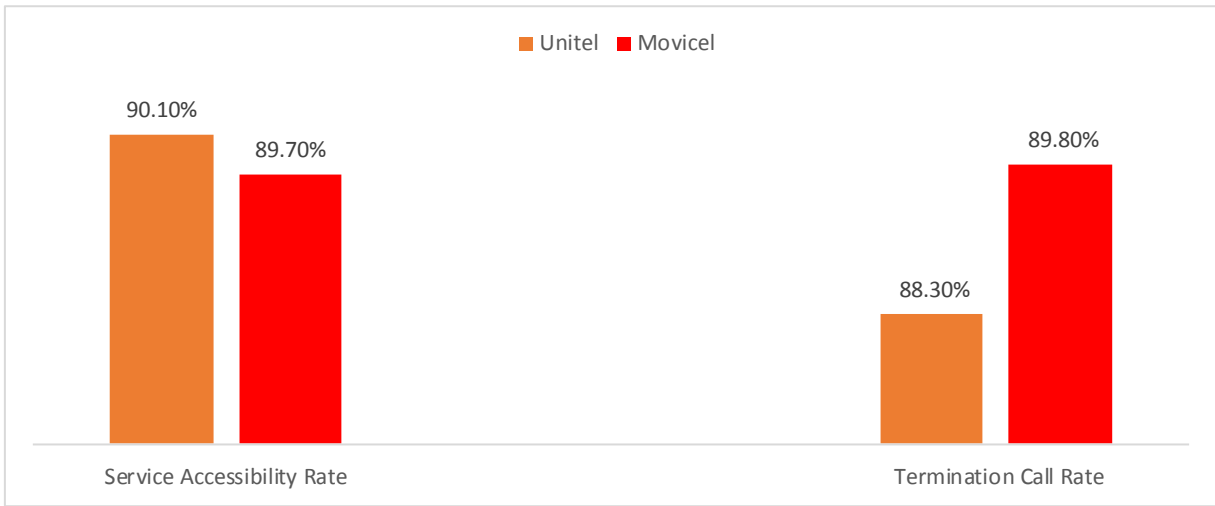 Unitel Movicel
90.10%
89.70%
88.30%
89.80%
Service Accessibility Rate
Termination Call Rate